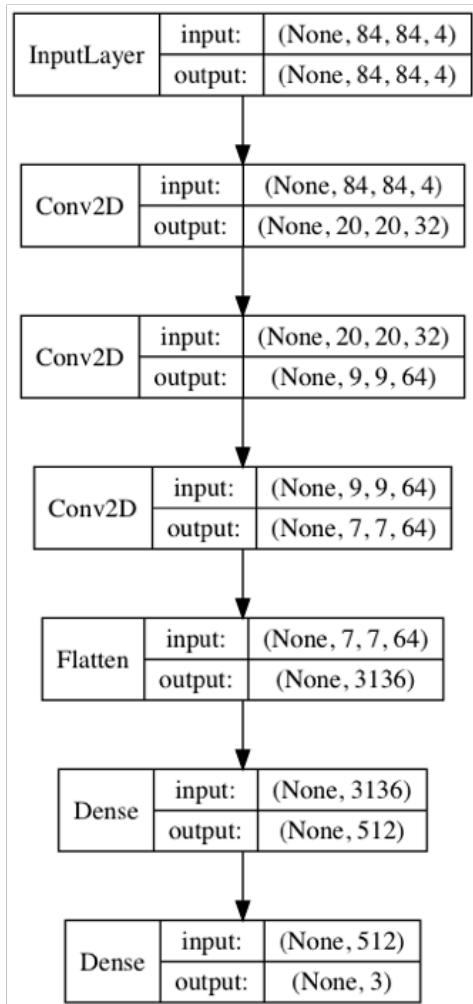 InputLayer
input: (None, 84, 84, 4)
output: (None, 84, 84, 4)
Conv2D
input: (None, 84, 84, 4)
output: (None, 20, 20, 32)
Conv2D
input: (None, 20, 20, 32)
output: (None, 9, 9, 64)
Conv2D
input: (None, 9, 9, 64)
output: (None, 7, 7, 64)
Flatten
input: (None, 7, 7, 64)
output: (None, 3136)
Dense
input: (None, 3136)
output: (None, 512)
Dense
input: (None, 512)
output: (None, 3)